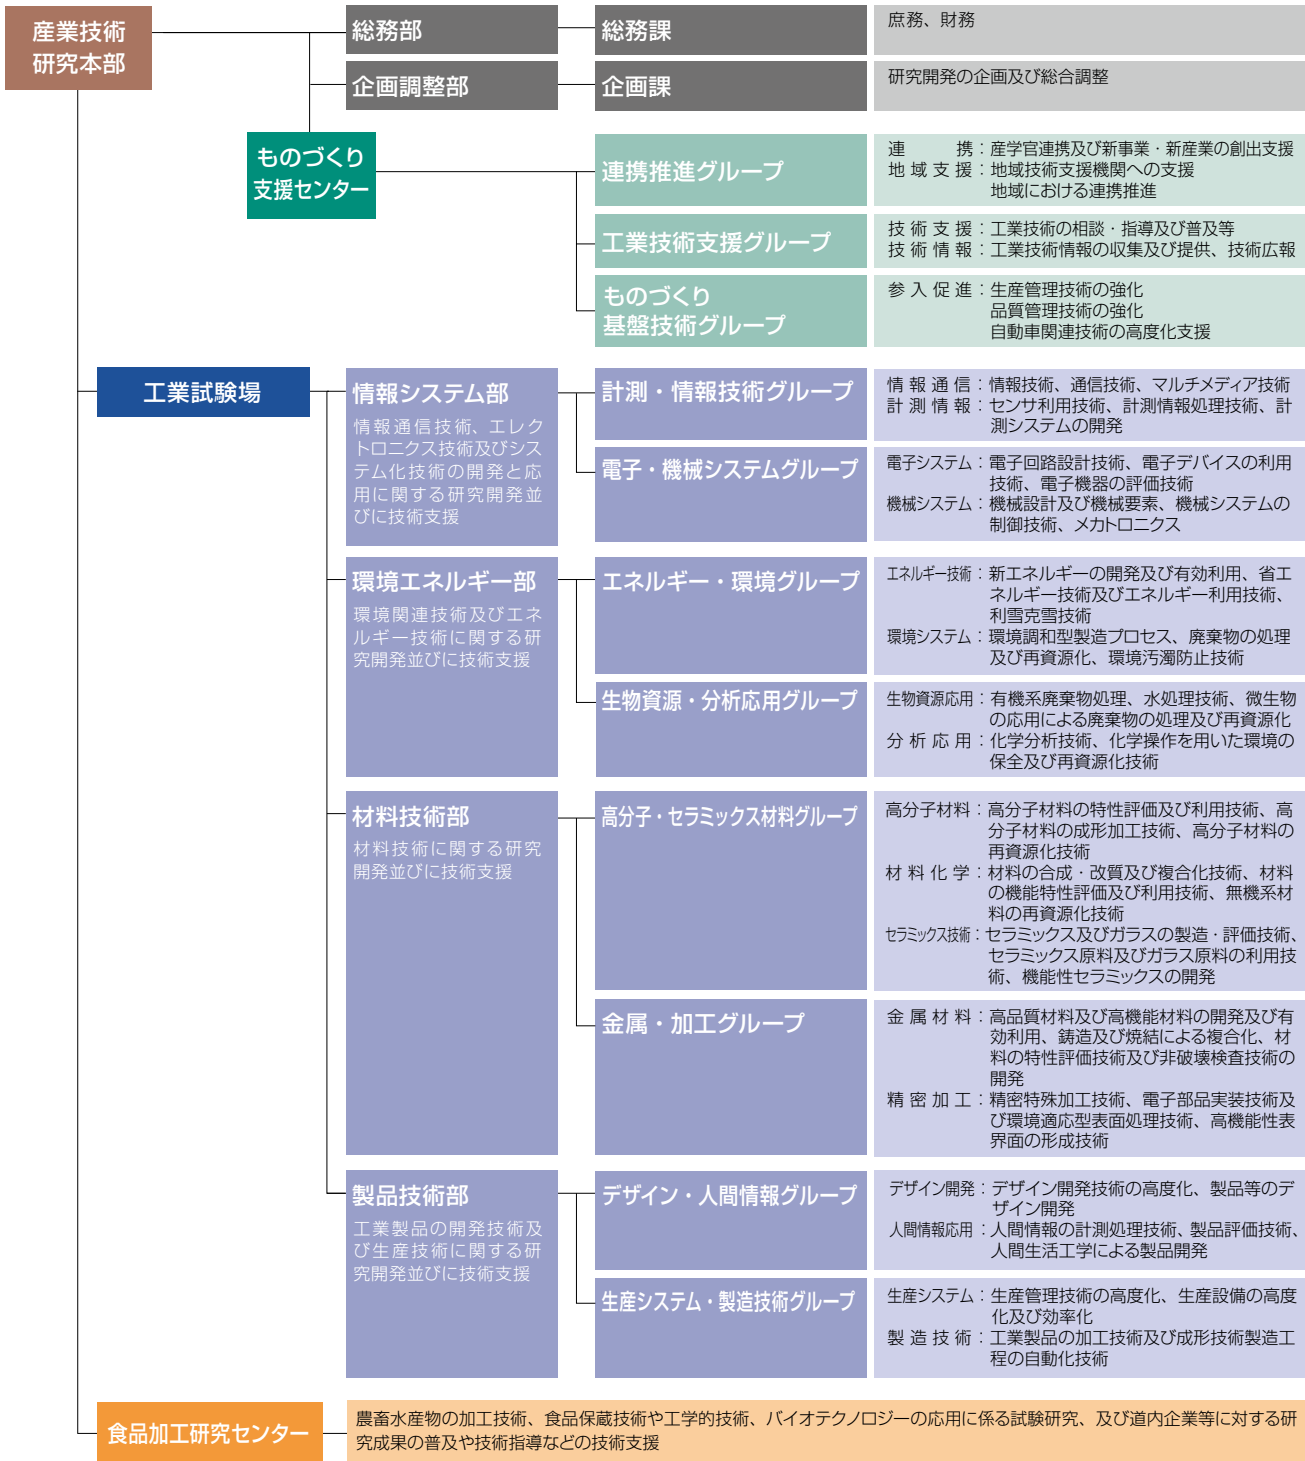 産業技術
研究本部
総務部
総務課
庶務、財務
企画調整部
企画課
研究開発の企画及び総合調整
ものづくり
支援センター
連携推進グループ
連　　携：産学官連携及び新事業・新産業の創出支援
地域支援：地域技術支援機関への支援
地域における連携推進
工業技術支援グループ
技術支援：工業技術の相談・指導及び普及等
技術情報：工業技術情報の収集及び提供、技術広報
ものづくり
基盤技術グループ
参入促進：生産管理技術の強化
品質管理技術の強化
自動車関連技術の高度化支援
工業試験場
情報システム部
情報通信技術、エレク
トロニクス技術及びシス
テム化技術の開発と応
用に関する研究開発並
びに技術支援
計測・情報技術グループ
情報通信：情報技術、通信技術、マルチメディア技術
計測情報：センサ利用技術、計測情報処理技術、計
測システムの開発
電子・機械システムグループ
電子システム：電子回路設計技術、電子デバイスの利用
技術、電子機器の評価技術
機械システム：機械設計及び機械要素、機械システムの
制御技術、メカトロニクス
環境エネルギー部
環境関連技術及びエネ
ルギー技術に関する研
究開発並びに技術支援
エネルギー・環境グループ
エネルギー技術：新エネルギーの開発及び有効利用、省エ
ネルギー技術及びエネルギー利用技術、
利雪克雪技術
環境システム：環境調和型製造プロセス、廃棄物の処理
及び再資源化、環境汚濁防止技術
生物資源・分析応用グループ
生物資源応用：有機系廃棄物処理、水処理技術、微生物
の応用による廃棄物の処理及び再資源化
分析応用：化学分析技術、化学操作を用いた環境の
保全及び再資源化技術
材料技術部
材料技術に関する研究
開発並びに技術支援
高分子・セラミックス材料グループ
高分子材料：高分子材料の特性評価及び利用技術、高
分子材料の成形加工技術、高分子材料の
再資源化技術
材料化学：材料の合成・改質及び複合化技術、材料
の機能特性評価及び利用技術、無機系材
料の再資源化技術
セラミックス技術：セラミックス及びガラスの製造・評価技術、
セラミックス原料及びガラス原料の利用技
術、機能性セラミックスの開発
金属・加工グループ
金属材料：高品質材料及び高機能材料の開発及び有
効利用、鋳造及び焼結による複合化、材
料の特性評価技術及び非破壊検査技術の
開発
精密加工：精密特殊加工技術、電子部品実装技術及
び環境適応型表面処理技術、高機能性表
界面の形成技術
製品技術部
工業製品の開発技術及
び生産技術に関する研
究開発並びに技術支援
デザイン・人間情報グループ
デザイン開発：デザイン開発技術の高度化、製品等のデ
ザイン開発
人間情報応用：人間情報の計測処理技術、製品評価技術、
人間生活工学による製品開発
生産システム・製造技術グループ
生産システム：生産管理技術の高度化、生産設備の高度
化及び効率化
製造技術：工業製品の加工技術及び成形技術製造工
程の自動化技術
食品加工研究センター
農畜水産物の加工技術、食品保蔵技術や工学的技術、バイオテクノロジーの応用に係る試験研究、及び道内企業等に対する研
究成果の普及や技術指導などの技術支援